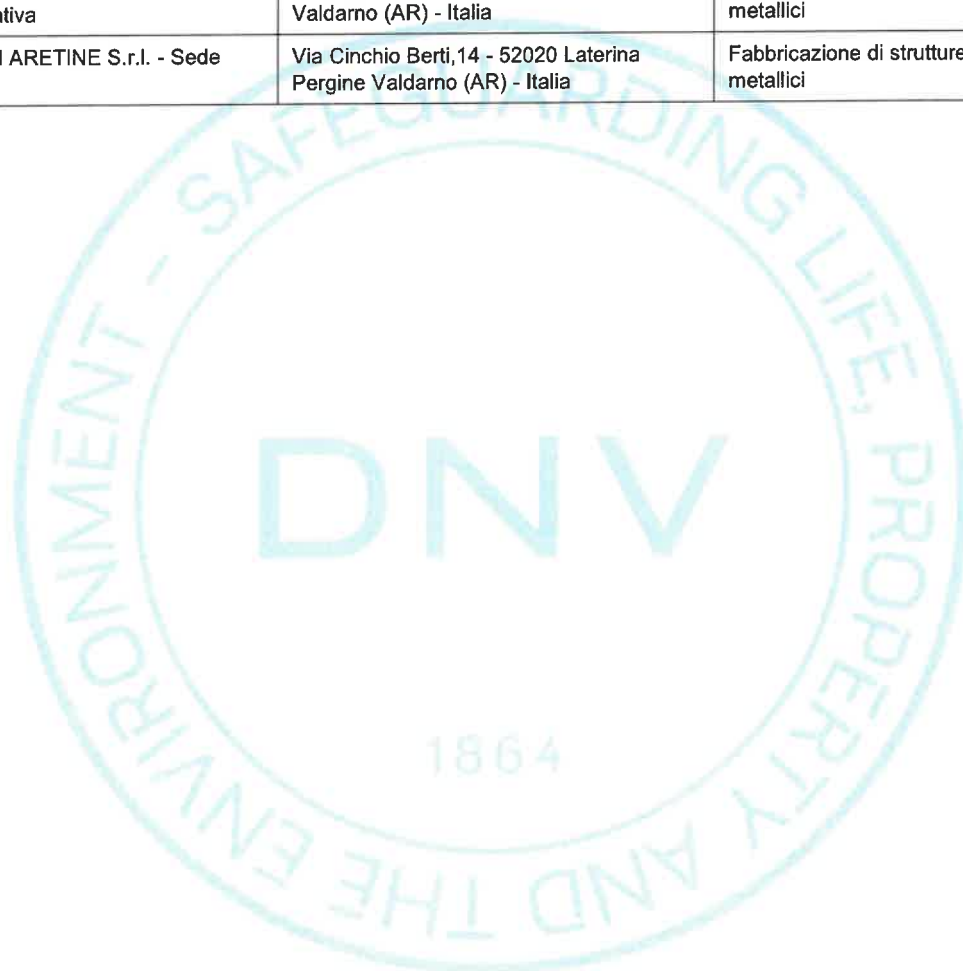 ativa
Valdarno (AR) - Italia
metallici
ARETINE S.r.l. - Sede
Via Cinchio Berti,14 - 52020 Laterina
Pergine Valdarno (AR) - Italia
Fabbricazione di strutture
metallici
SAFEGUARDING LIFE, PROPERTY AND THE ENVIRONMENT -
DNV
1864